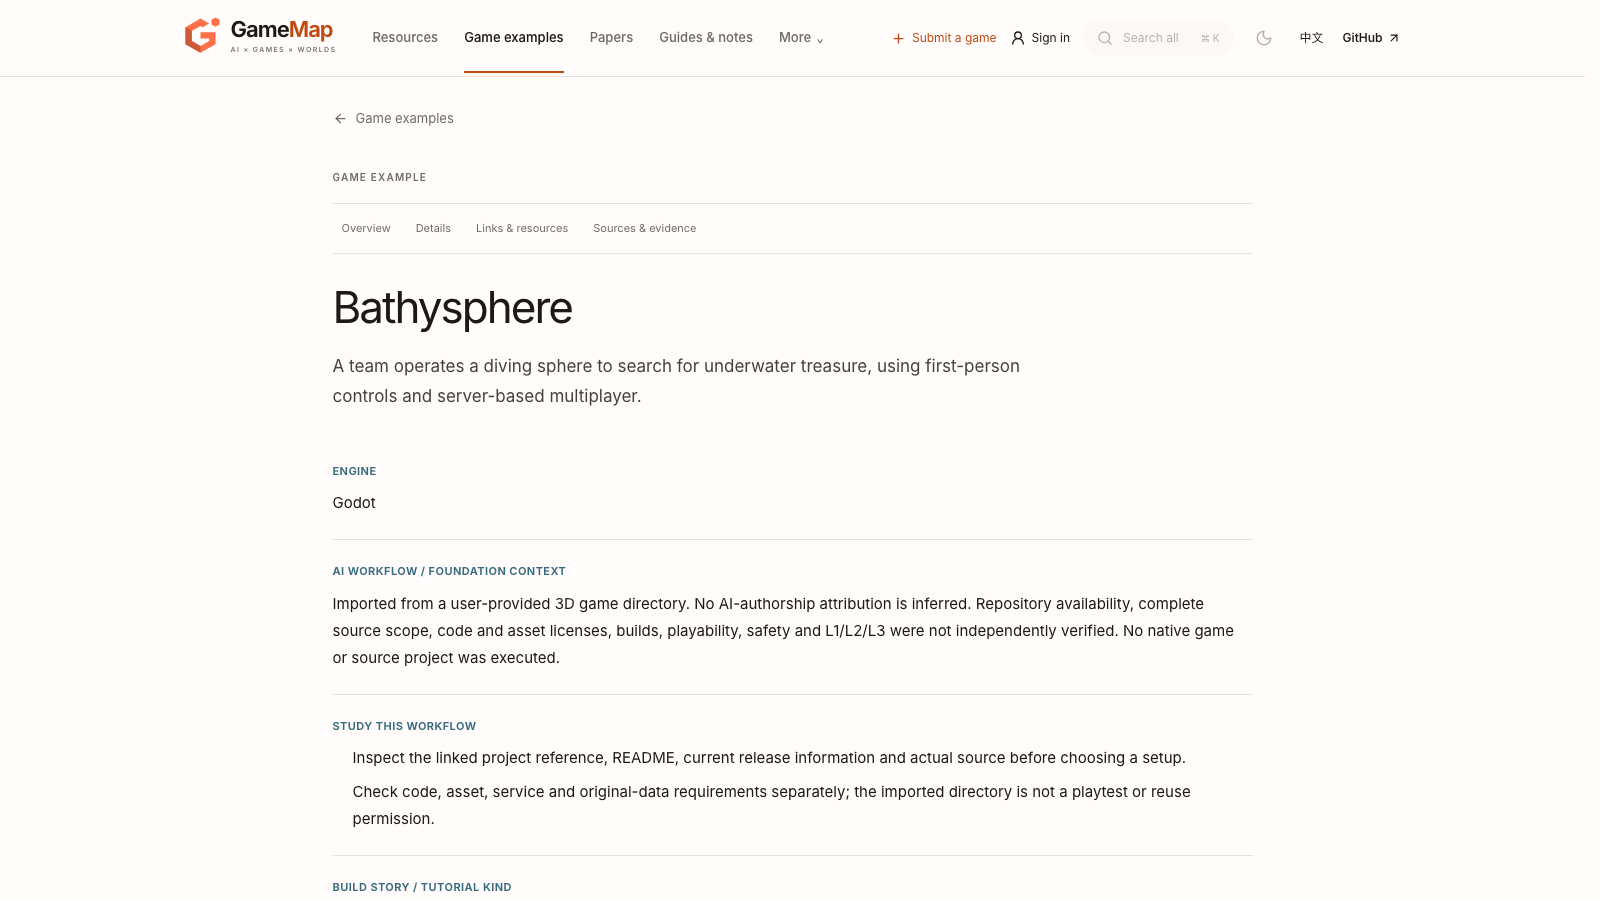 GameMap
AI × GAMES × WORLDS
Resources
Game examples
Papers
Guides & notes
More
Submit a game
Sign in
Search all
⌘ K
中文
GitHub
Game examples
GAME EXAMPLE
Overview
Details
Links & resources
Sources & evidence
Bathysphere
A team operates a diving sphere to search for underwater treasure, using first-person
controls and server-based multiplayer.
ENGINE
Godot
AI WORKFLOW / FOUNDATION CONTEXT
Imported from a user-provided 3D game directory. No AI-authorship attribution is inferred. Repository availability, complete
source scope, code and asset licenses, builds, playability, safety and L1/L2/L3 were not independently verified. No native game
or source project was executed.
STUDY THIS WORKFLOW
Inspect the linked project reference, README, current release information and actual source before choosing a setup.
Check code, asset, service and original-data requirements separately; the imported directory is not a playtest or reuse
permission.
BUILD STORY / TUTORIAL KIND